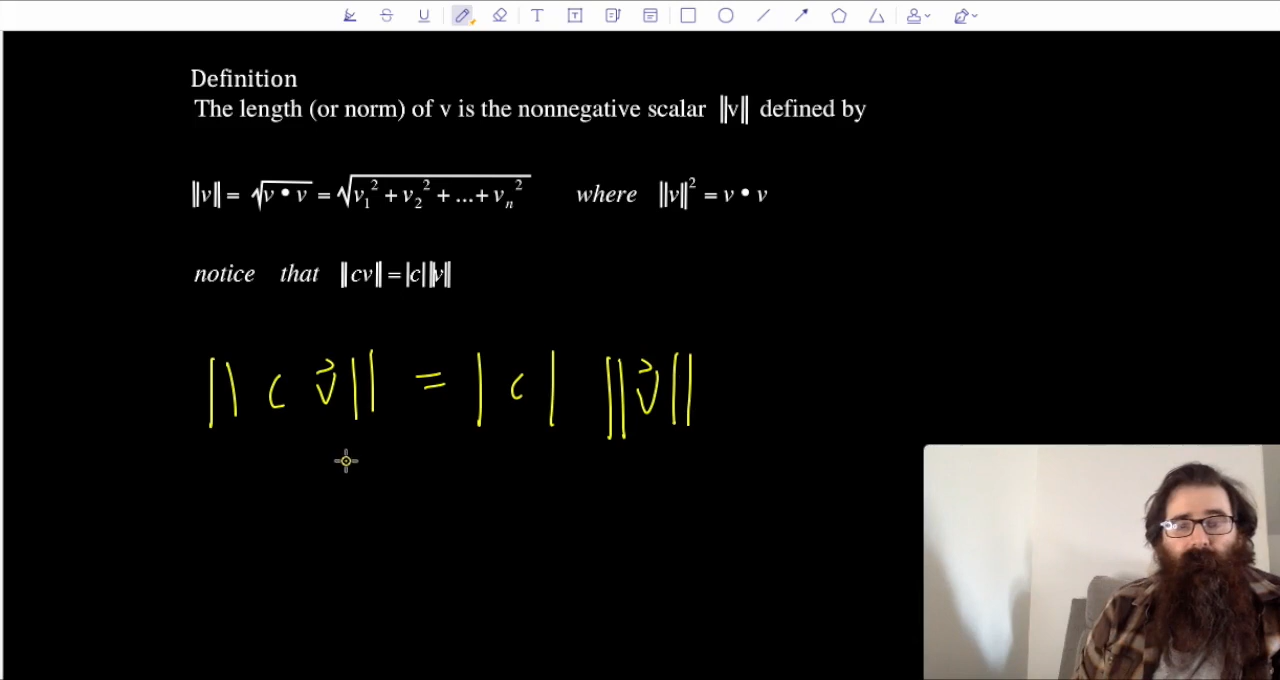 Definition
The length (or norm) of v is the nonnegative scalar ‖v‖ defined by
‖v‖ = √(v • v) = √(v₁² + v₂² + ...+ vₙ²) where ‖v‖² = v • v
notice that ‖cv‖ = |c|‖v‖
‖c v⃗‖ = |c| ‖v⃗‖